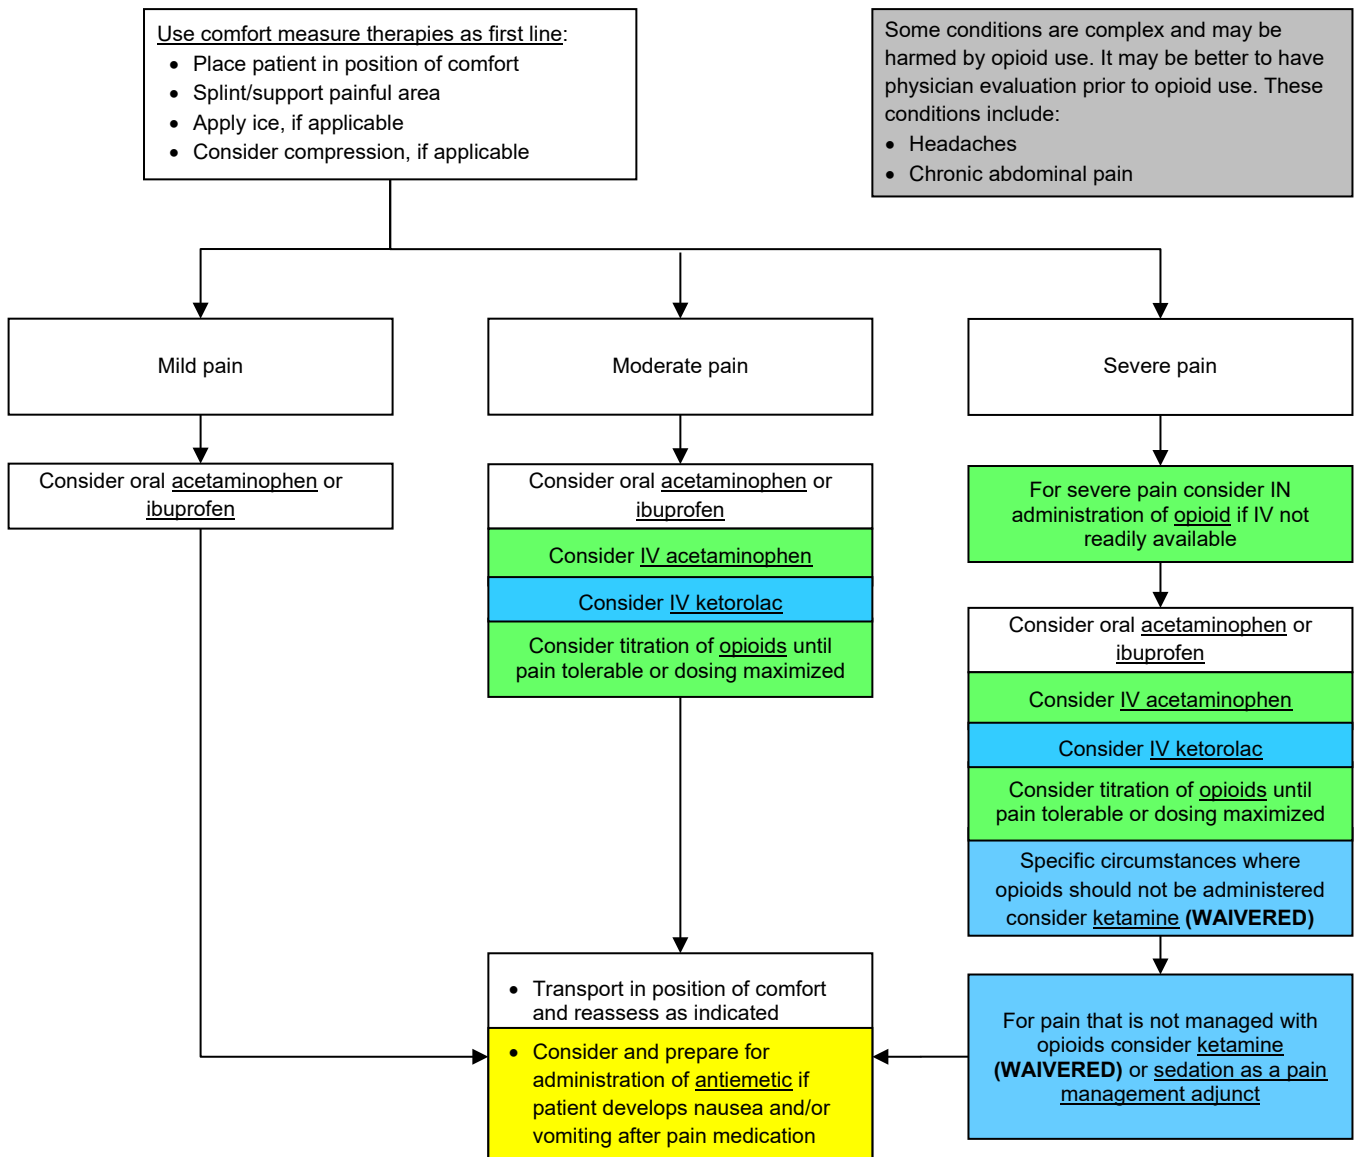 Use comfort measure therapies as first line:
• Place patient in position of comfort
• Splint/support painful area
• Apply ice, if applicable
• Consider compression, if applicable
Some conditions are complex and may be
harmed by opioid use. It may be better to have
physician evaluation prior to opioid use. These
conditions include:
• Headaches
• Chronic abdominal pain
Mild pain
Moderate pain
Severe pain
Consider oral acetaminophen or
ibuprofen
Consider oral acetaminophen or
ibuprofen
Consider IV acetaminophen
Consider IV ketorolac
Consider titration of opioids until
pain tolerable or dosing maximized
For severe pain consider IN
administration of opioid if IV not
readily available
Consider oral acetaminophen or
ibuprofen
Consider IV acetaminophen
Consider IV ketorolac
Consider titration of opioids until
pain tolerable or dosing maximized
Specific circumstances where
opioids should not be administered
consider ketamine (WAIVERED)
• Transport in position of comfort
and reassess as indicated
• Consider and prepare for
administration of antiemetic if
patient develops nausea and/or
vomiting after pain medication
For pain that is not managed with
opioids consider ketamine
(WAIVERED) or sedation as a pain
management adjunct